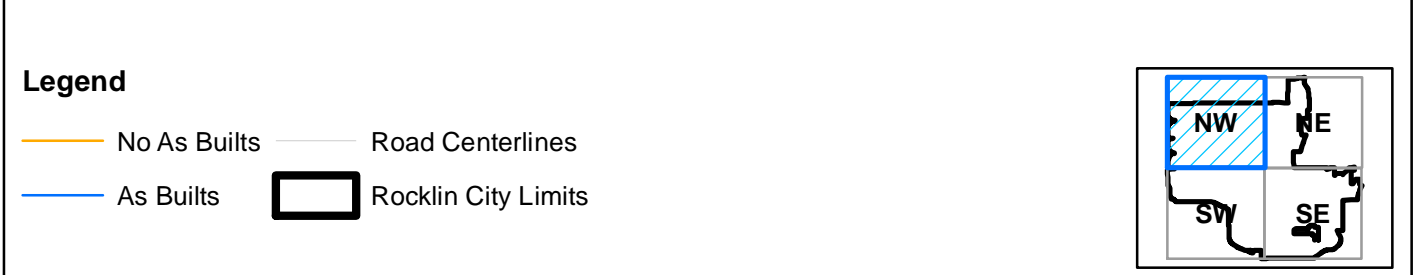 Legend
No As Builts Road Centerlines
As Builts Rocklin City Limits
NW NE
SW SE